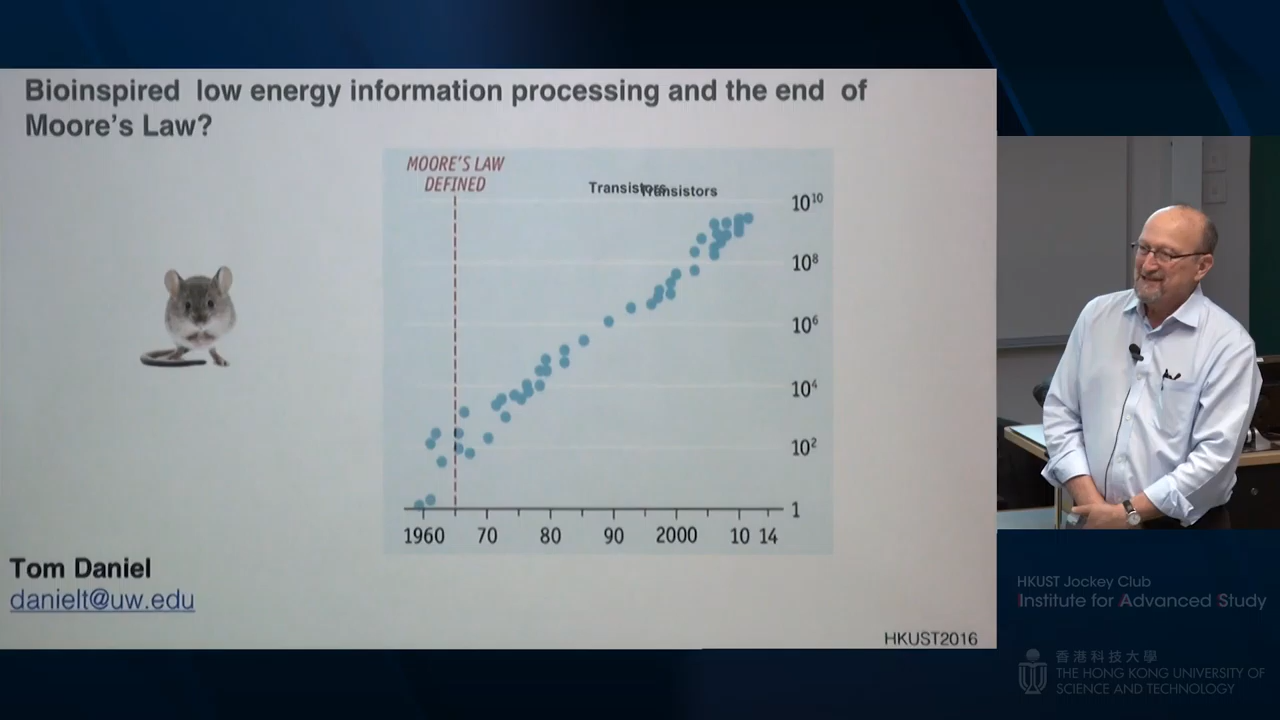 Bioinspired low energy information processing and the end of
Moore's Law?
MOORE'S LAW
DEFINED
Transistors
Transistors
10¹⁰
10⁸
10⁶
10⁴
10²
1
1960 70 80 90 2000 10 14
Tom Daniel
danielt@uw.edu
HKUST2016
HKUST Jockey Club
Institute for Advanced Study
香港科技大學
THE HONG KONG UNIVERSITY OF
SCIENCE AND TECHNOLOGY